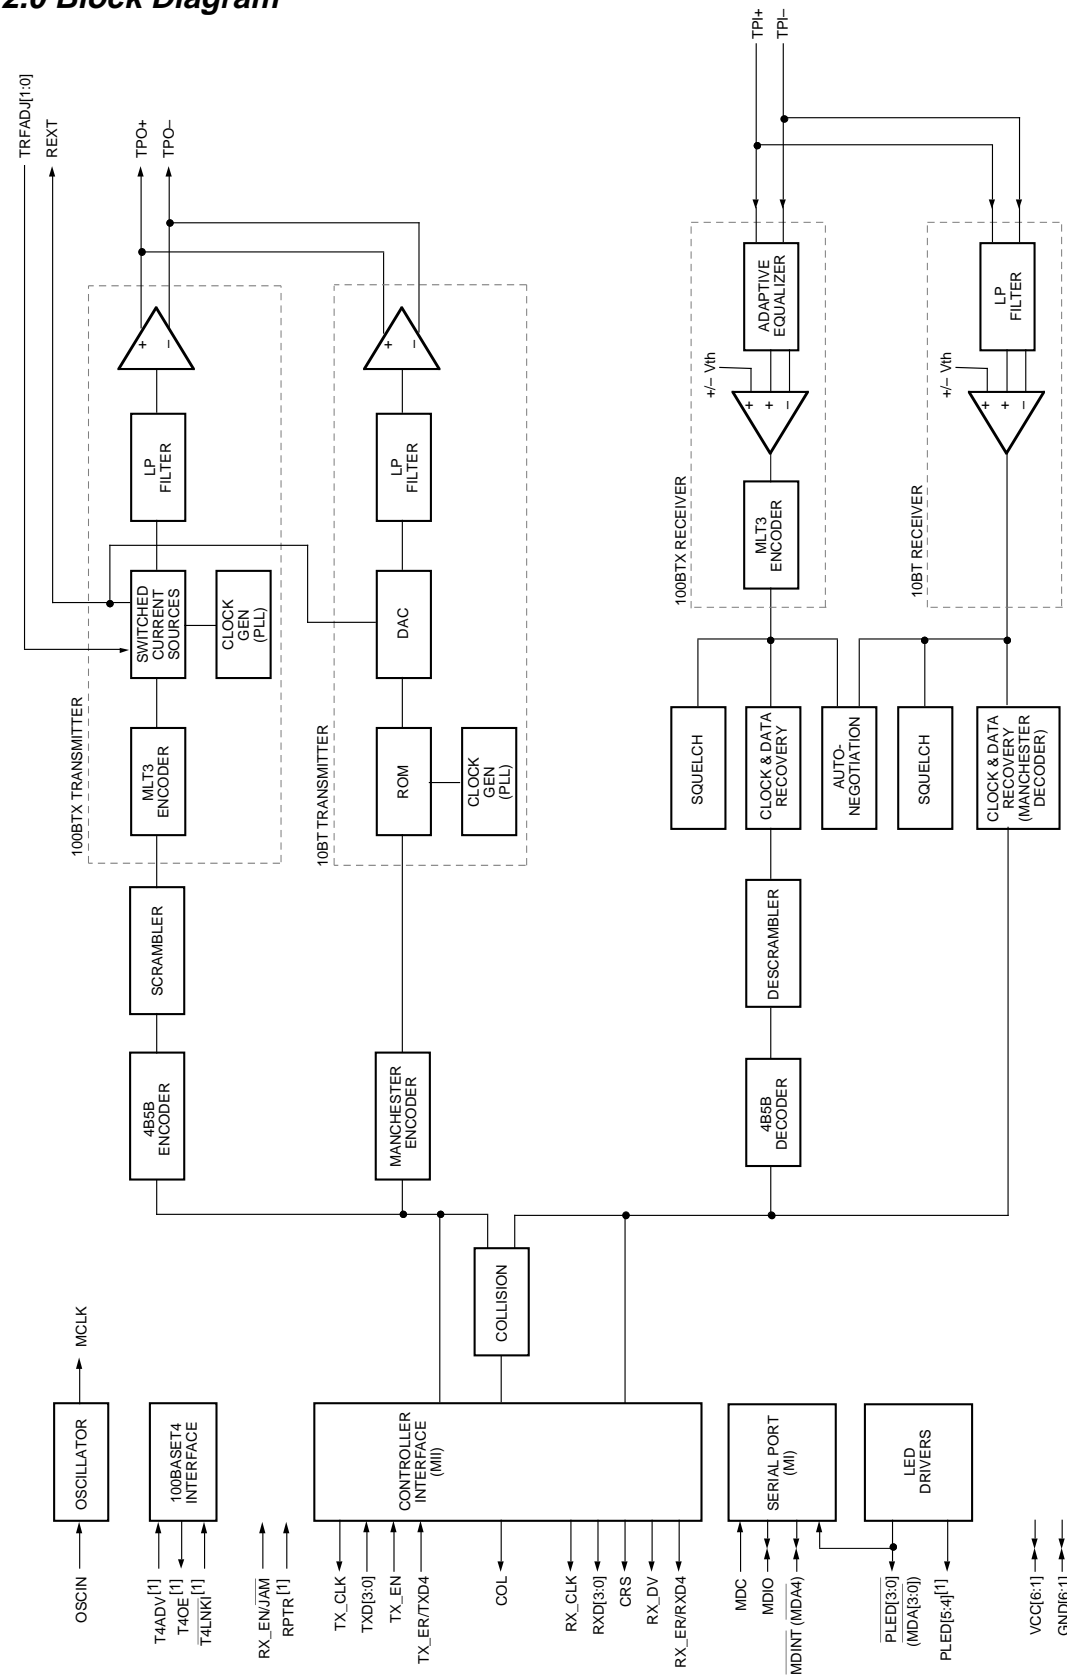 2.0 Block Diagram
TRFADJ[1:0]
REXT
TPO+
TPO–
TPI+
TPI–
100BTX TRANSMITTER
+
–
LP
FILTER
SWITCHED
CURRENT
SOURCES
CLOCK
GEN
(PLL)
MLT3
ENCODER
SCRAMBLER
4B5B
ENCODER
10BT TRANSMITTER
+
–
LP
FILTER
DAC
ROM
CLOCK
GEN
(PLL)
MANCHESTER
ENCODER
100BTX RECEIVER
ADAPTIVE
EQUALIZER
+/– Vth
+
+
–
MLT3
ENCODER
10BT RECEIVER
LP
FILTER
+/– Vth
+
+
–
SQUELCH
CLOCK & DATA
RECOVERY
AUTO-
NEGOTIATION
SQUELCH
CLOCK & DATA
RECOVERY
(MANCHESTER
DECODER)
DESCRAMBLER
4B5B
DECODER
COLLISION
MCLK
OSCILLATOR
OSCIN
100BASET4
INTERFACE
T4ADV[1]
T4OE[1]
T4LNKI[1]
RX_EN/JAM
RPTR[1]
CONTROLLER
INTERFACE
(MII)
TX_CLK
TXD[3:0]
TX_EN
TX_ER/TXD4
COL
RX_CLK
RXD[3:0]
CRS
RX_DV
RX_ER/RXD4
SERIAL PORT
(MI)
MDC
MDIO
MDINT (MDA4)
LED
DRIVERS
PLED[3:0]
(MDA[3:0])
PLED[5:4][1]
VCC[6:1]
GND[6:1]